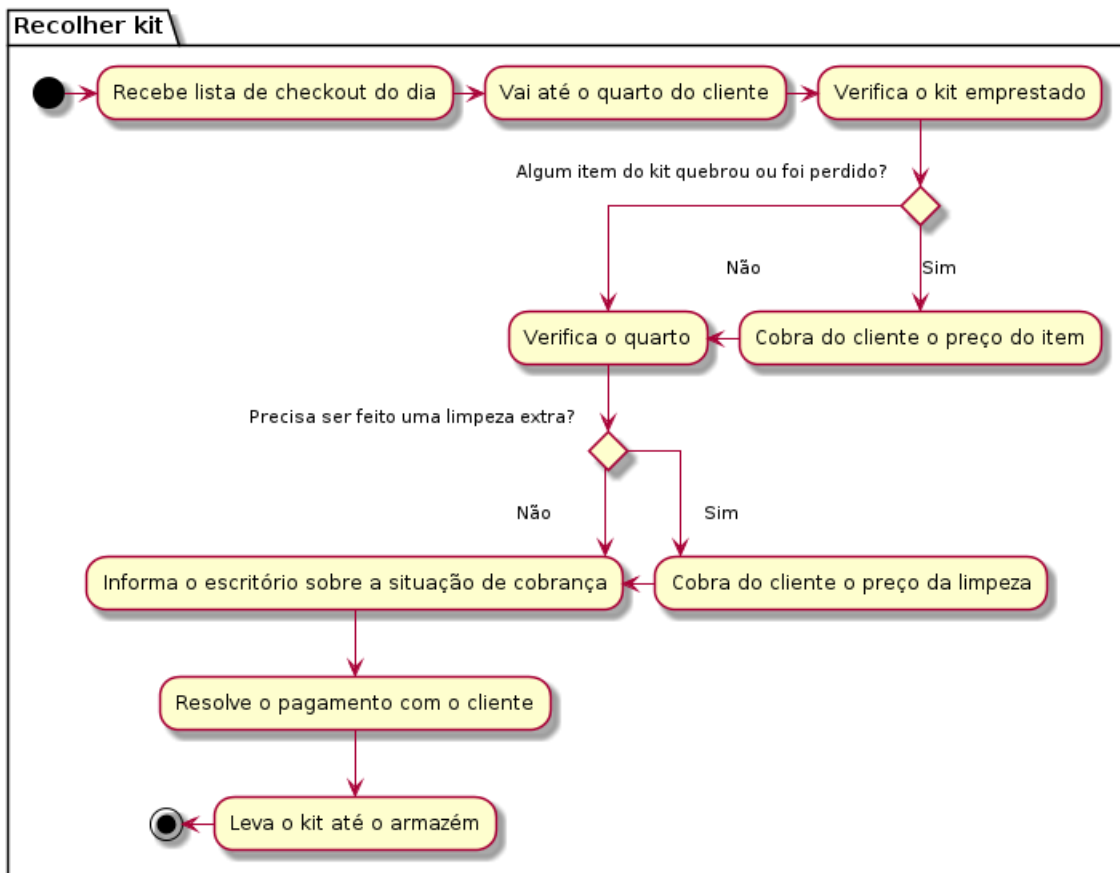 Recolher kit
Recebe lista de checkout do dia
Vai até o quarto do cliente
Verifica o kit emprestado
Algum item do kit quebrou ou foi perdido?
Não
Sim
Verifica o quarto
Cobra do cliente o preço do item
Precisa ser feito uma limpeza extra?
Não
Sim
Informa o escritório sobre a situação de cobrança
Cobra do cliente o preço da limpeza
Resolve o pagamento com o cliente
Leva o kit até o armazém